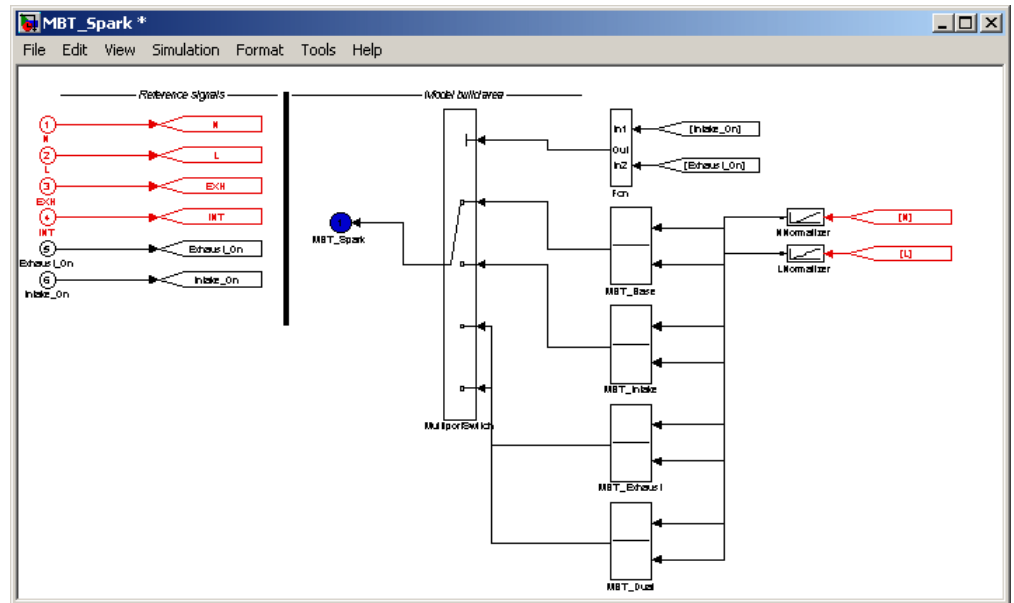 MBT_Spark *
File Edit View Simulation Format Tools Help
Reference signals
Model build area
1
N
N
2
L
L
3
EXH
EXH
4
INT
INT
5
Exhaust_On
Exhaust_On
6
Intake_On
Intake_On
1
MBT_Spark
MultiportSwitch
In1
Out
In2
Fcn
[Intake_On]
[Exhaust_On]
MBT_Base
MBT_Intake
MBT_Exhaust
MBT_Dual
NNormalizer
[N]
LNormalizer
[L]